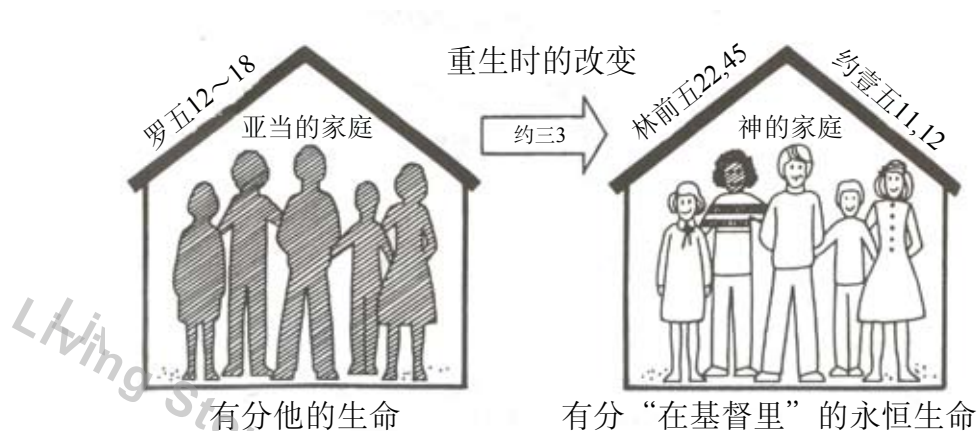 重生时的改变
罗五12～18
亚当的家庭
约三3
林前五22,45
约壹五11,12
神的家庭
有分他的生命
有分“在基督里”的永恒生命
Living